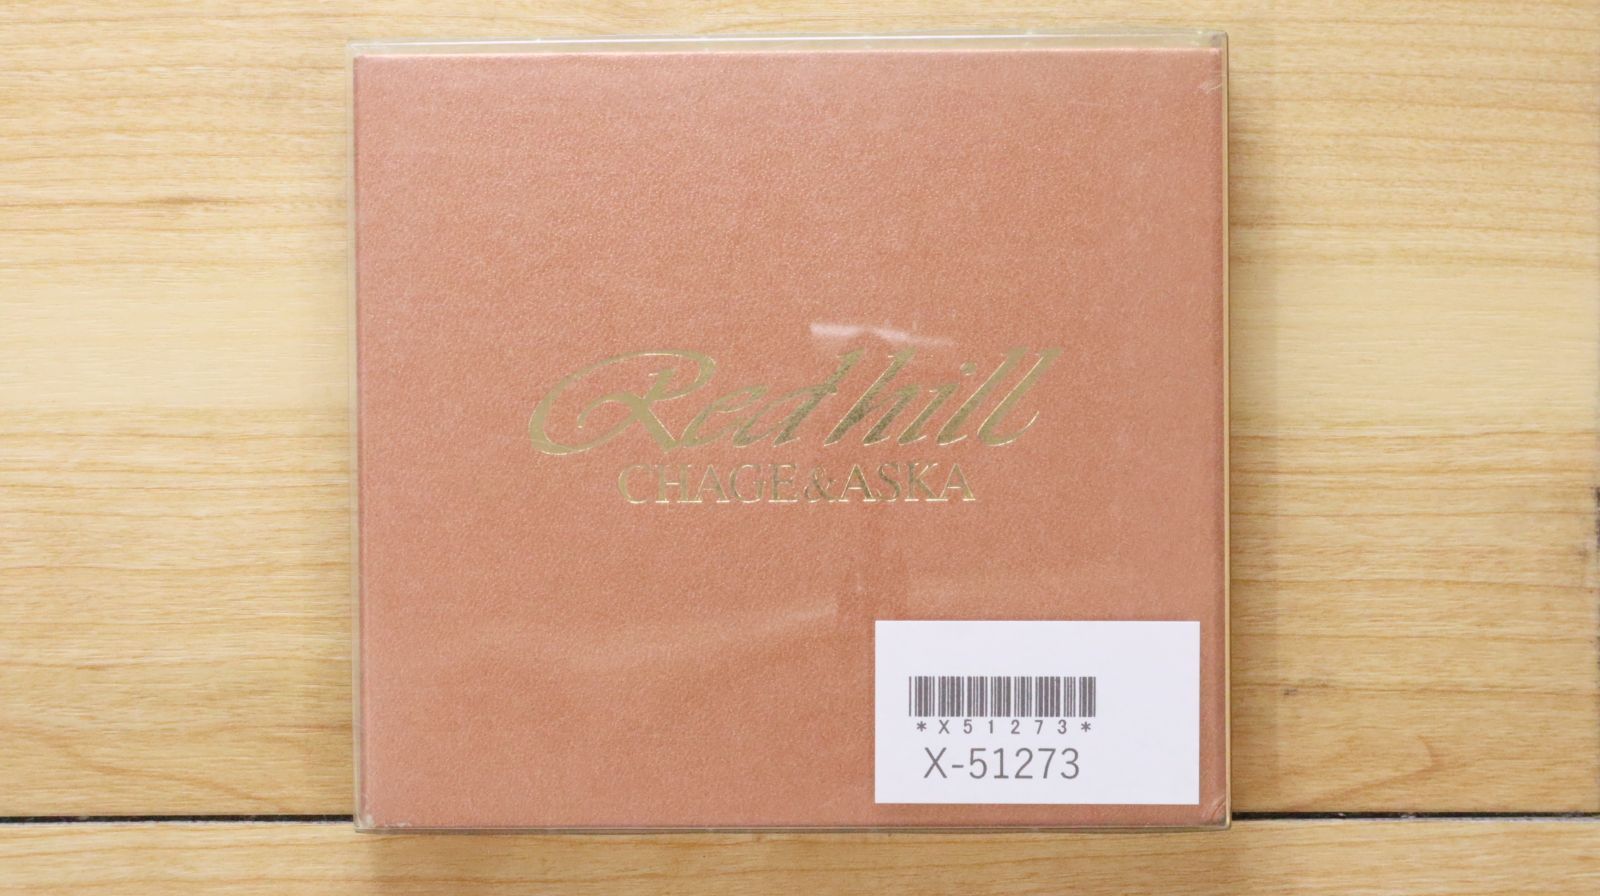 Red hill
CHAGE&ASKA
*X51273*
X-51273